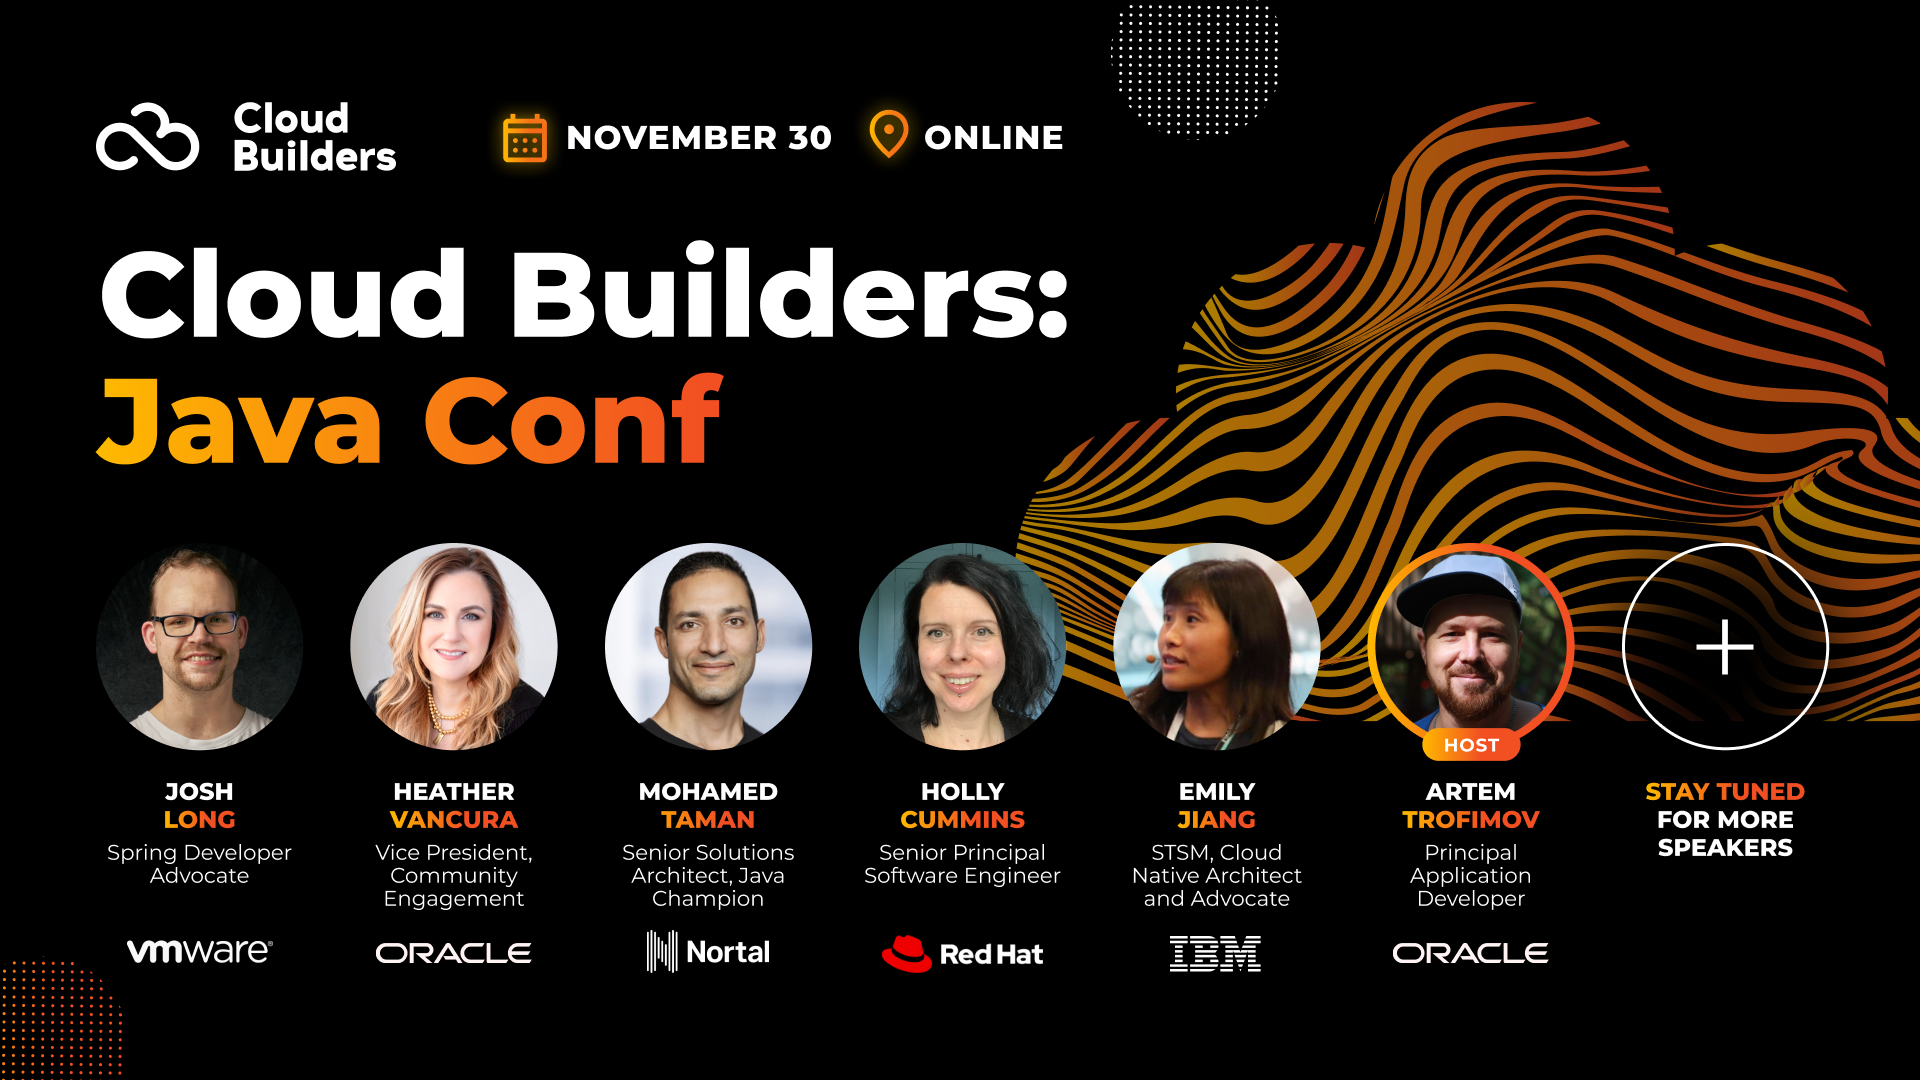 Cloud
Builders
NOVEMBER 30
ONLINE
Cloud Builders:
Java Conf
HOST
JOSH
LONG
Spring Developer
Advocate
vmware®
HEATHER
VANCURA
Vice President,
Community
Engagement
ORACLE
MOHAMED
TAMAN
Senior Solutions
Architect, Java
Champion
Nortal
HOLLY
CUMMINS
Senior Principal
Software Engineer
Red Hat
EMILY
JIANG
STSM, Cloud
Native Architect
and Advocate
IBM
ARTEM
TROFIMOV
Principal
Application
Developer
ORACLE
STAY TUNED
FOR MORE
SPEAKERS